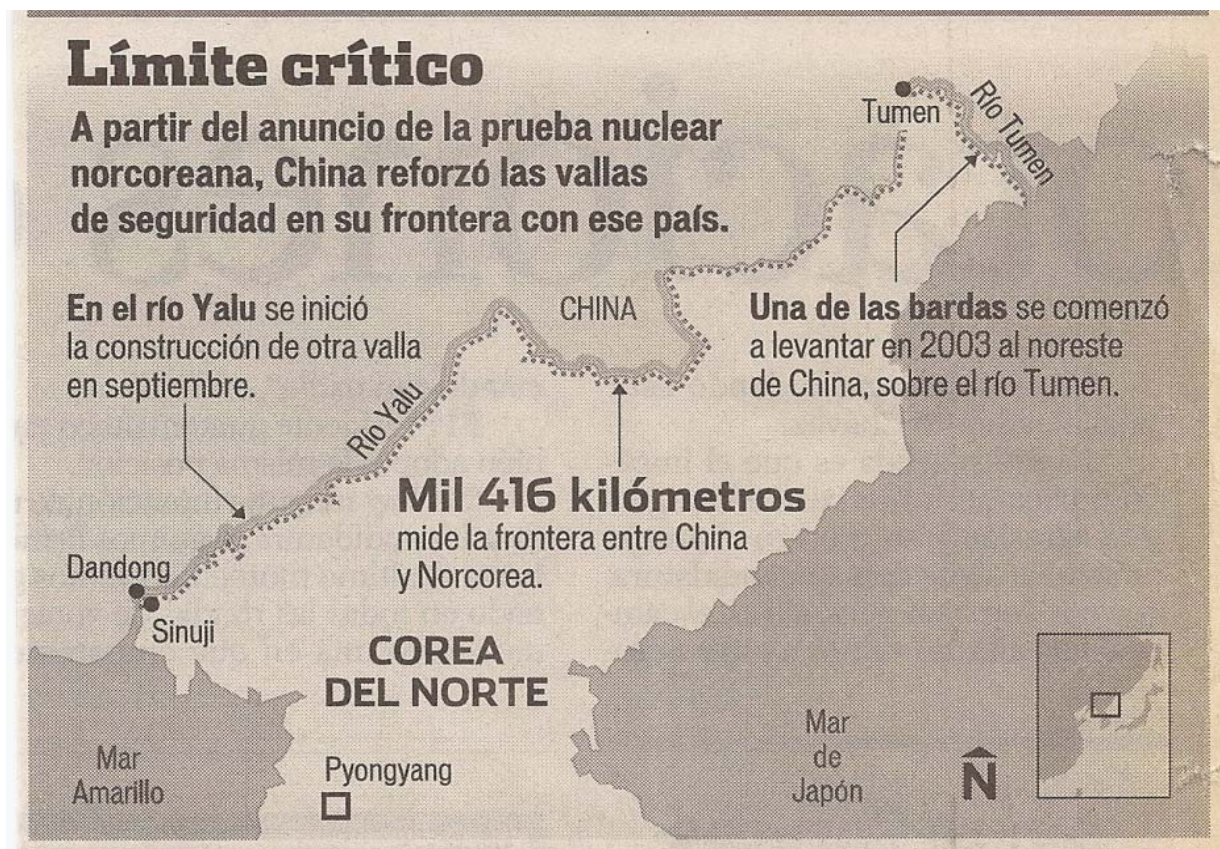 Límite crítico
A partir del anuncio de la prueba nuclear
norcoreana, China reforzó las vallas
de seguridad en su frontera con ese país.
Tumen
Río Tumen
En el río Yalu se inició
la construcción de otra valla
en septiembre.
CHINA
Una de las bardas se comenzó
a levantar en 2003 al noreste
de China, sobre el río Tumen.
Río Yalu
Mil 416 kilómetros
mide la frontera entre China
y Norcorea.
Dandong
Sinuji
COREA
DEL NORTE
Mar
Amarillo
Pyongyang
Mar
de
Japón
N